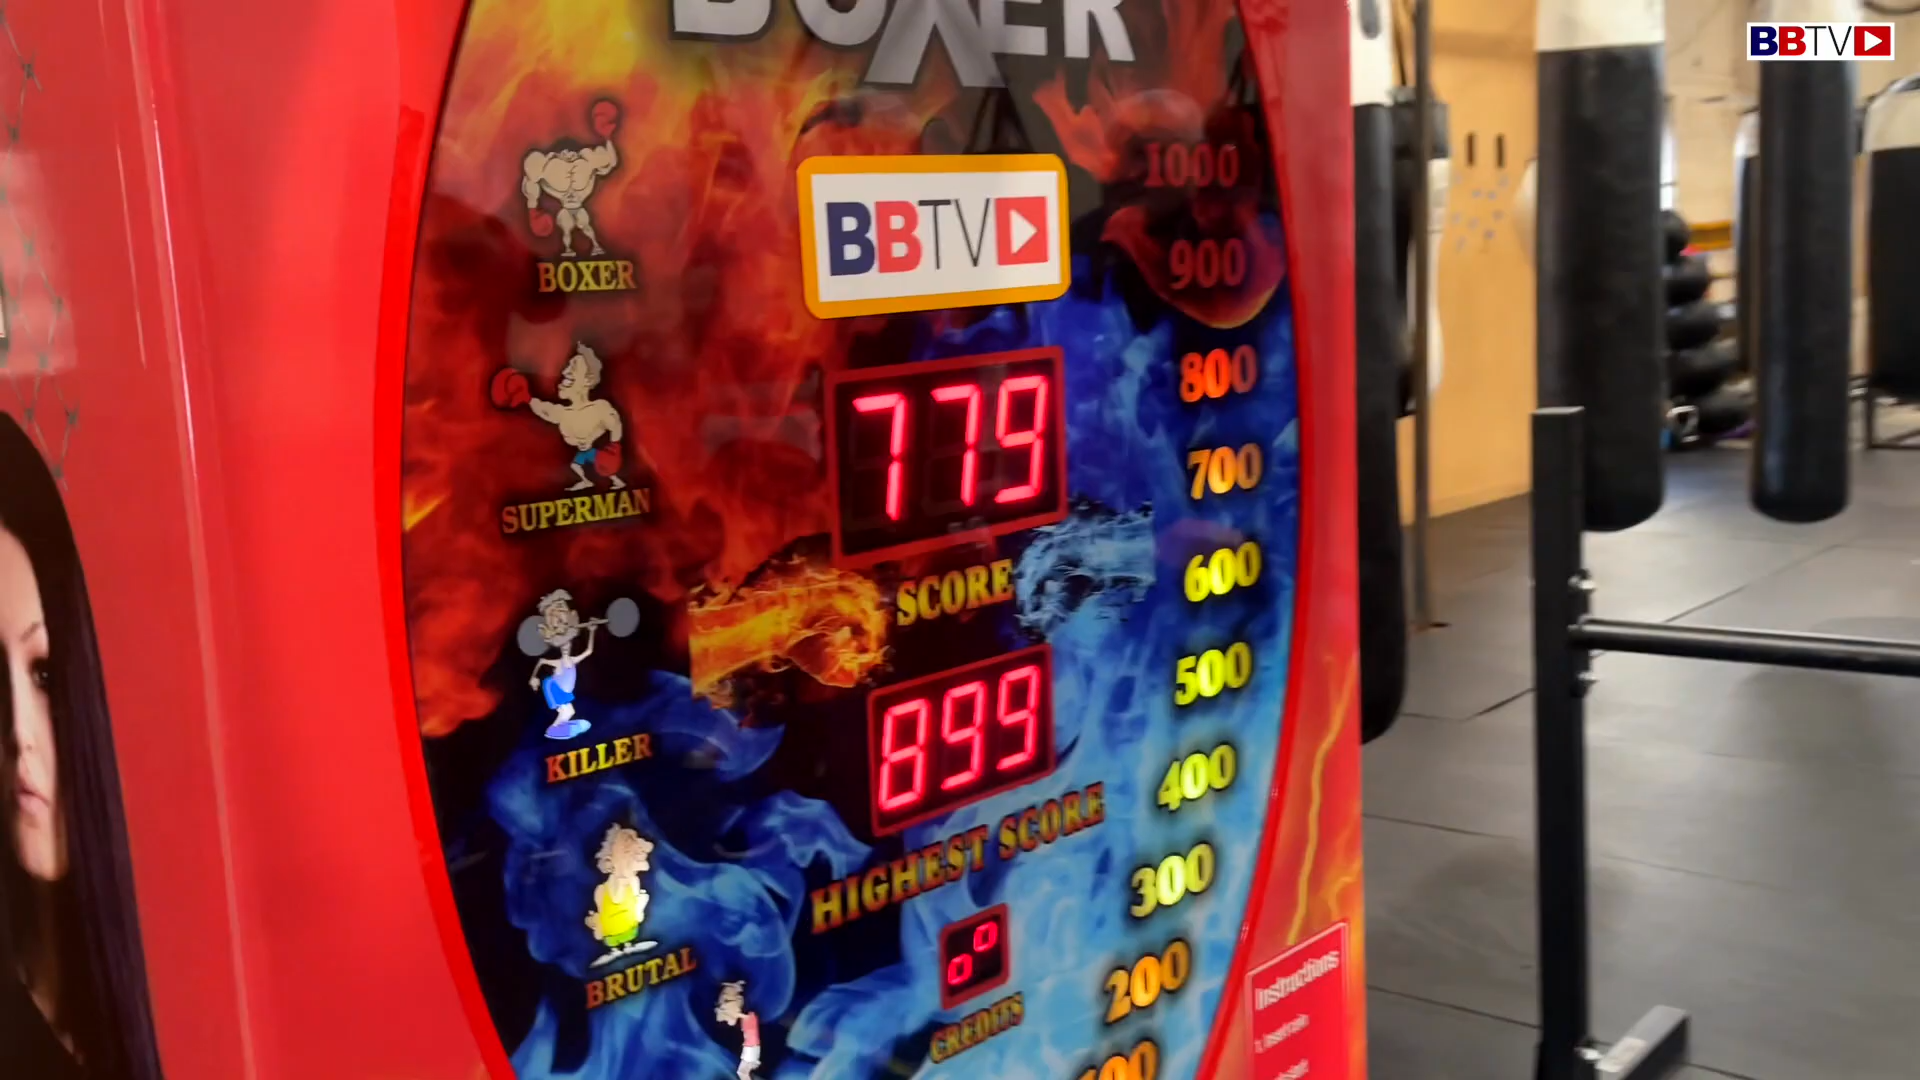 BOXER
BBTV
BBTV
BOXER
1000
900
800
779
SUPERMAN
700
SCORE
600
500
899
KILLER
400
HIGHEST SCORE
300
BRUTAL
200
CREDITS
Instructions